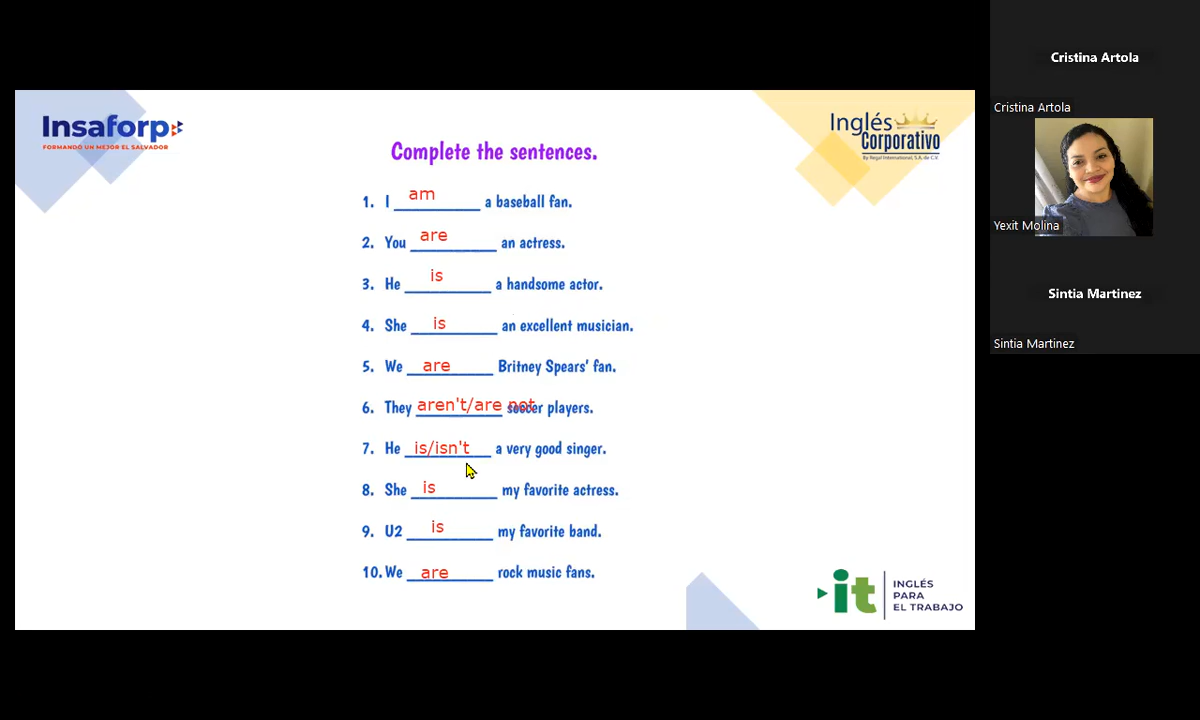 Insaforp
FORMANDO UN MEJOR EL SALVADOR
Inglés
Corporativo
By Regal International, S.A. de C.V.
Complete the sentences.
1. I am a baseball fan.
2. You are an actress.
3. He is a handsome actor.
4. She is an excellent musician.
5. We are Britney Spears' fan.
6. They aren't/are not soccer players.
7. He is/isn't a very good singer.
8. She is my favorite actress.
9. U2 is my favorite band.
10. We are rock music fans.
it
INGLÉS
PARA
EL TRABAJO
Cristina Artola
Cristina Artola
Yexit Molina
Sintia Martinez
Sintia Martinez